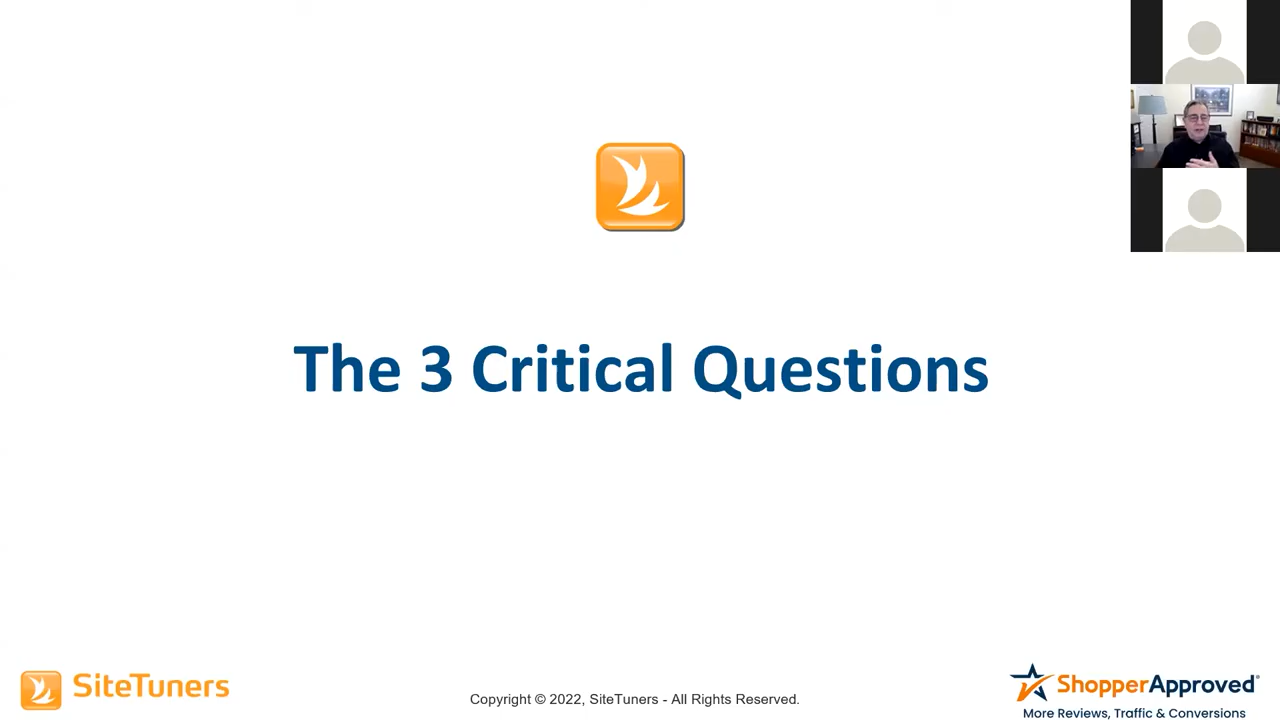 The 3 Critical Questions
SiteTuners
Copyright © 2022, SiteTuners - All Rights Reserved.
ShopperApproved®
More Reviews, Traffic & Conversions